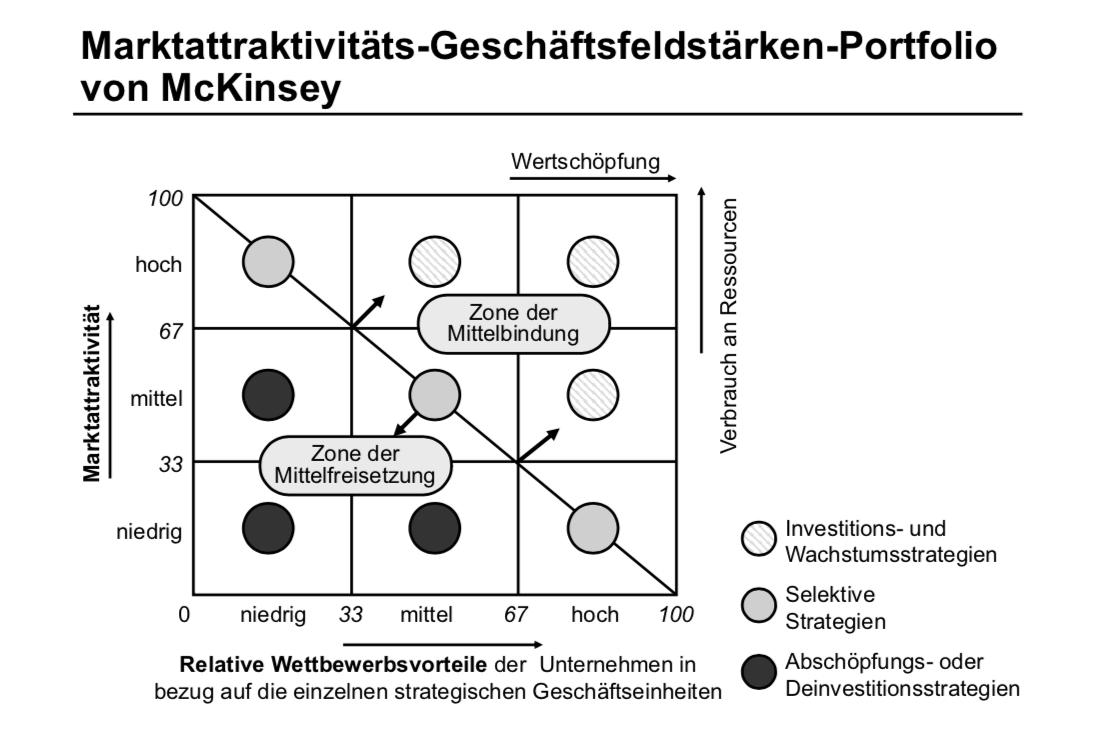 Marktattraktivitäts-Geschäftsfeldstärken-Portfolio
von McKinsey
Wertschöpfung
Verbrauch an Ressourcen
Marktattraktivität
100
hoch
67
mittel
33
niedrig
Zone der
Mittelbindung
Zone der
Mittelfreisetzung
0
niedrig
33
mittel
67
hoch
100
Relative Wettbewerbsvorteile der Unternehmen in
bezug auf die einzelnen strategischen Geschäftseinheiten
Investitions- und
Wachstumsstrategien
Selektive
Strategien
Abschöpfungs- oder
Deinvestitionsstrategien